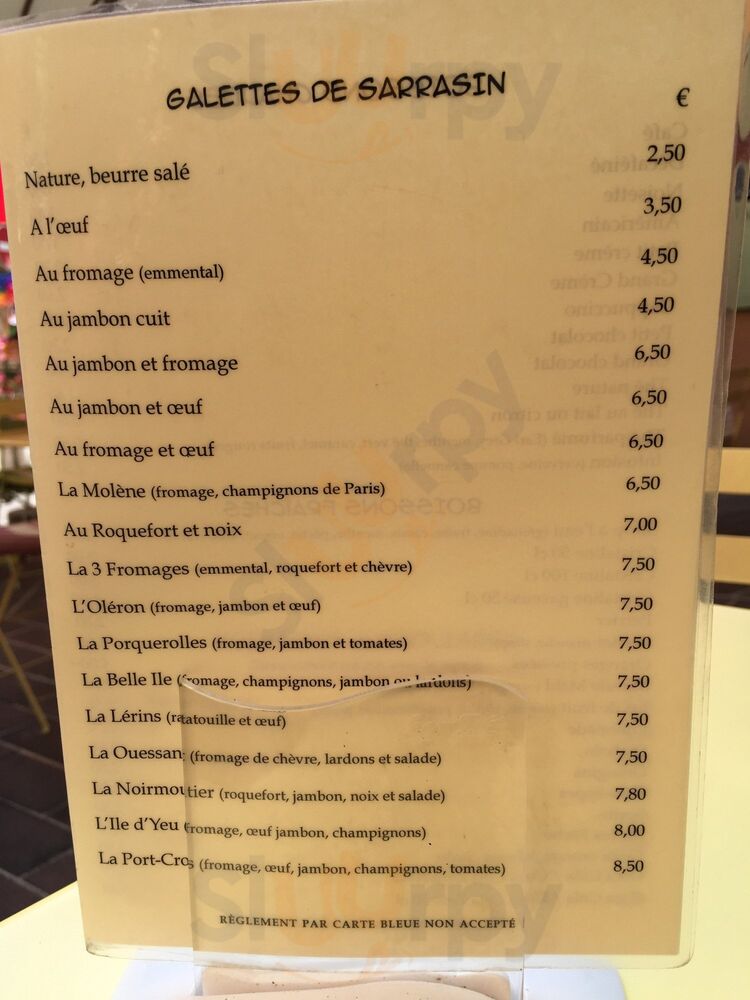 GALETTES DE SARRASIN
€
Nature, beurre salé 2,50
A l'œuf 3,50
Au fromage (emmental) 4,50
Au jambon cuit 4,50
Au jambon et fromage 6,50
Au jambon et œuf 6,50
Au fromage et œuf 6,50
La Molène (fromage, champignons de Paris) 6,50
Au Roquefort et noix 7,00
La 3 Fromages (emmental, roquefort et chèvre) 7,50
L'Oléron (fromage, jambon et œuf) 7,50
La Porquerolles (fromage, jambon et tomates) 7,50
La Belle Ile (fromage, champignons, jambon ou lardons) 7,50
La Lérins (ratatouille et œuf) 7,50
La Ouessan (fromage de chèvre, lardons et salade) 7,50
La Noirmoutier (roquefort, jambon, noix et salade) 7,80
L'Ile d'Yeu (fromage, œuf jambon, champignons) 8,00
La Port-Cros (fromage, œuf, jambon, champignons, tomates) 8,50
RÈGLEMENT PAR CARTE BLEUE NON ACCEPTÉ
Sluurpy
Sluurpy
Sluurpy